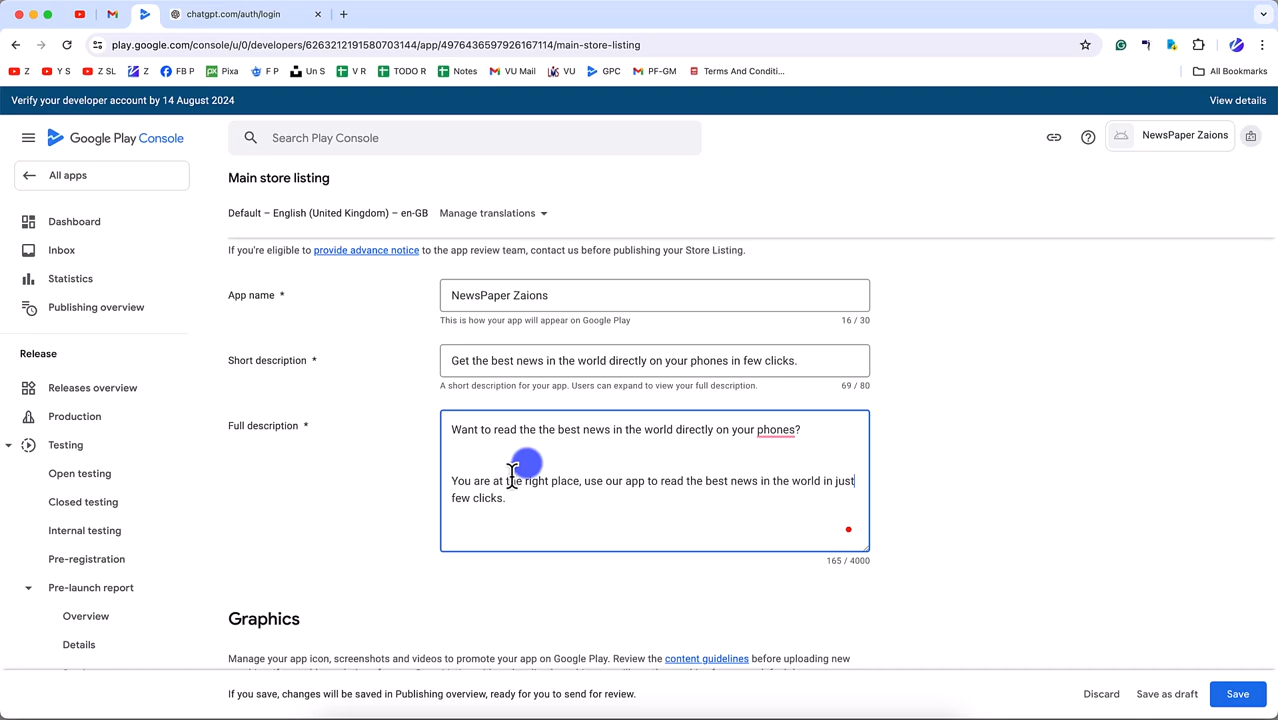 chatgpt.com/auth/login
play.google.com/console/u/0/developers/6263212191580703144/app/4976436597926167114/main-store-listing
Z
Y S
Z SL
Z
FB P
Pixa
F P
Un S
V R
TODO R
Notes
VU Mail
VU
GPC
PF-GM
Terms And Conditi...
All Bookmarks
Verify your developer account by 14 August 2024
View details
Google Play Console
Search Play Console
NewsPaper Zaions
All apps
Main store listing
Default – English (United Kingdom) – en-GB
Manage translations
Dashboard
Inbox
Statistics
Publishing overview
Release
Releases overview
Production
Testing
Open testing
Closed testing
Internal testing
Pre-registration
Pre-launch report
Overview
Details
If you're eligible to provide advance notice to the app review team, contact us before publishing your Store Listing.
App name *
NewsPaper Zaions
This is how your app will appear on Google Play
16 / 30
Short description *
Get the best news in the world directly on your phones in few clicks.
A short description for your app. Users can expand to view your full description.
69 / 80
Full description *
Want to read the the best news in the world directly on your phones?
You are at the right place, use our app to read the best news in the world in just
few clicks.
165 / 4000
Graphics
Manage your app icon, screenshots and videos to promote your app on Google Play. Review the content guidelines before uploading new
If you save, changes will be saved in Publishing overview, ready for you to send for review.
Discard
Save as draft
Save